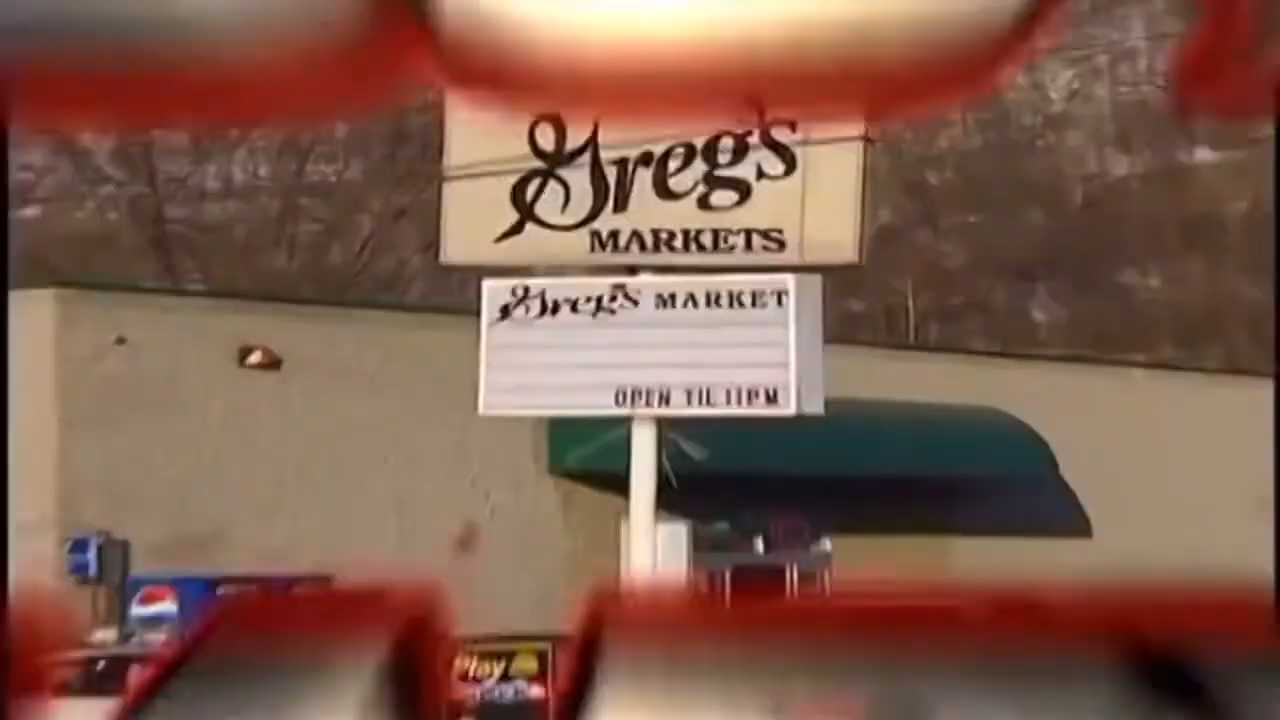 Greg's
MARKETS
Greg's MARKET
OPEN TIL 11PM
Play